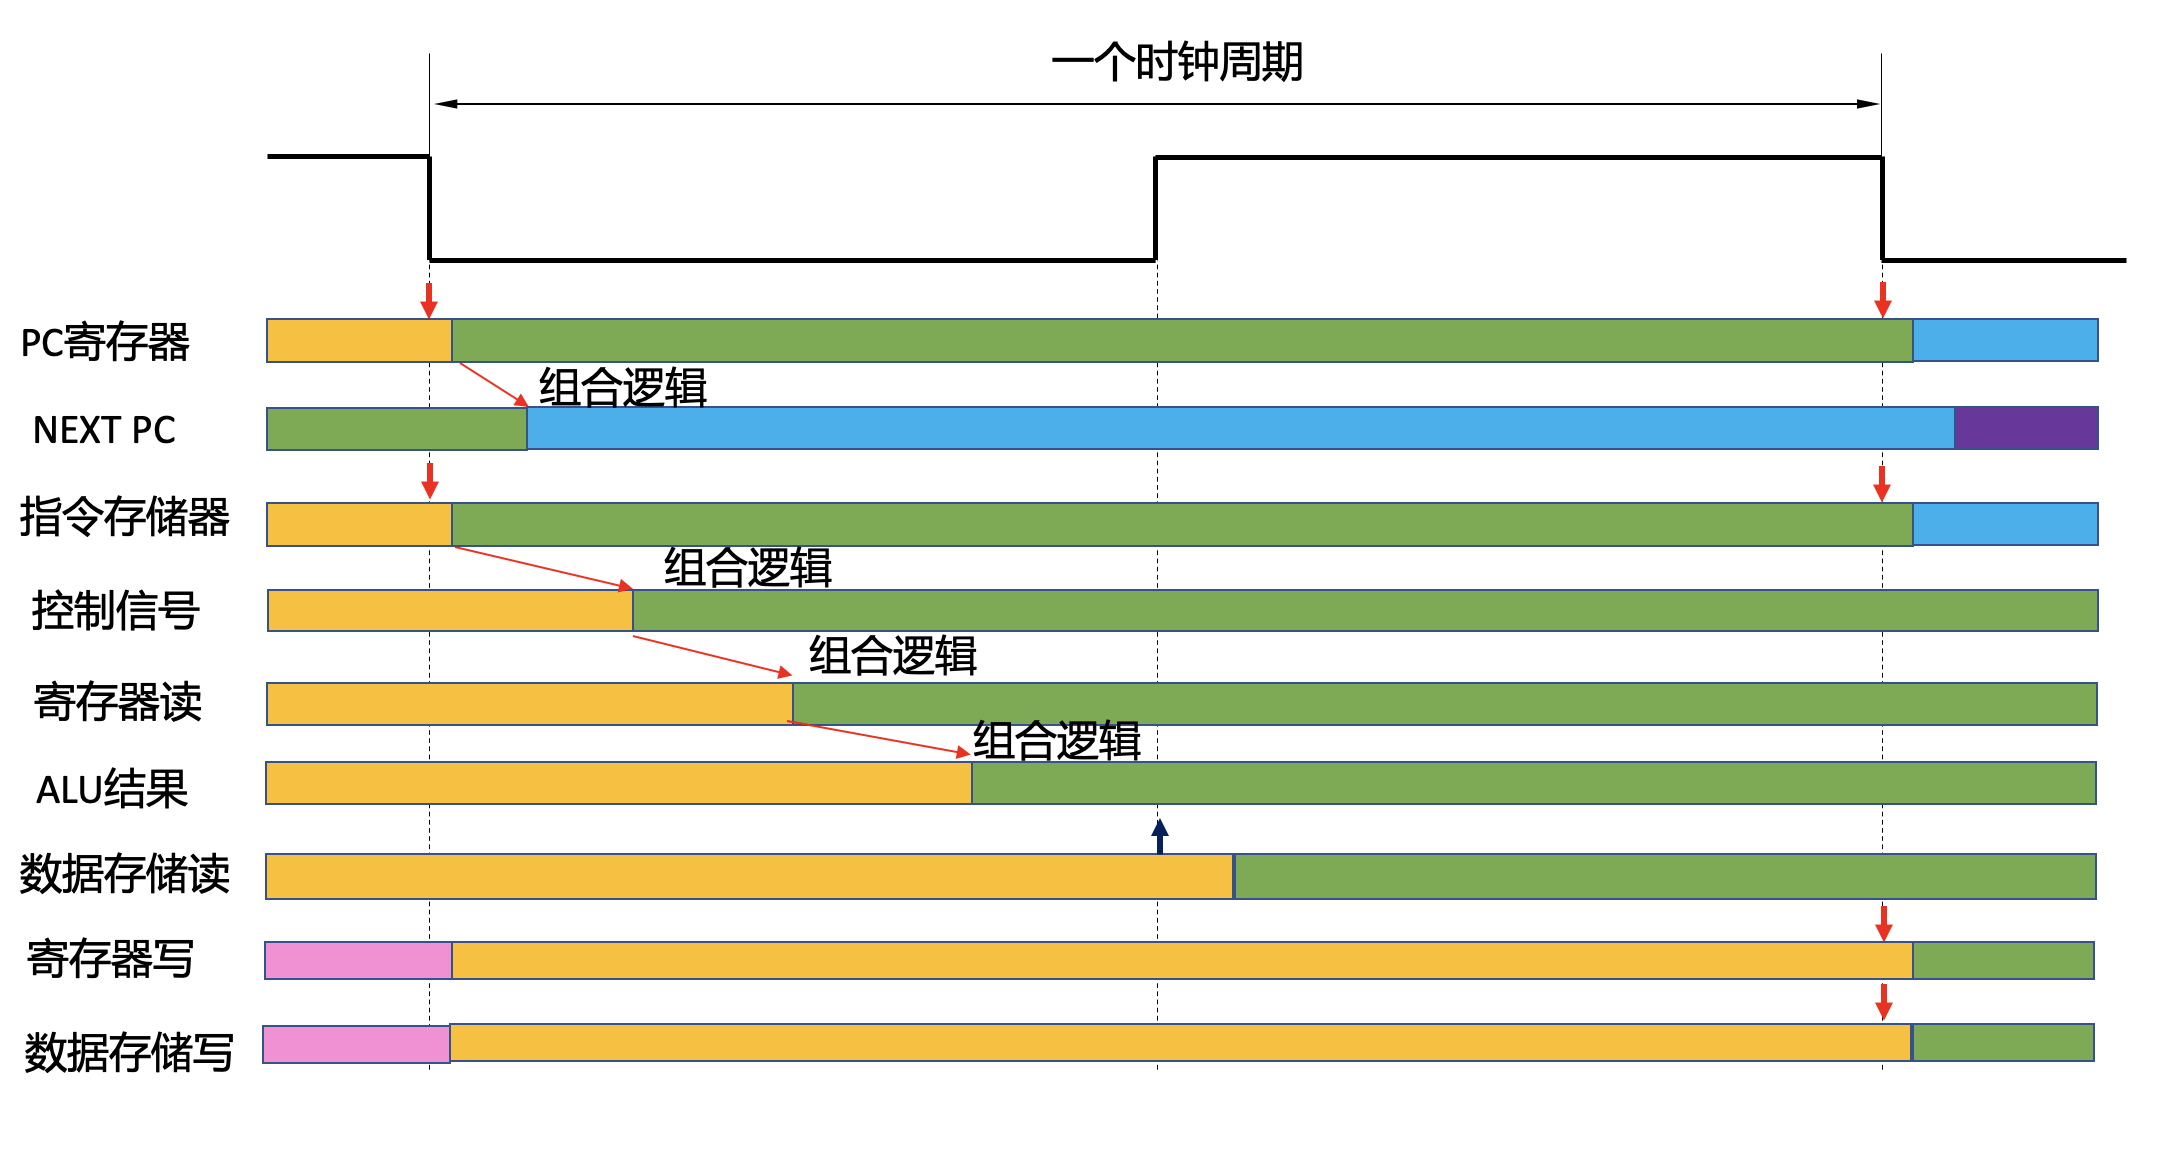 一个时钟周期
PC寄存器
组合逻辑
NEXT PC
指令存储器
组合逻辑
控制信号
组合逻辑
寄存器读
组合逻辑
ALU结果
数据存储读
寄存器写
数据存储写